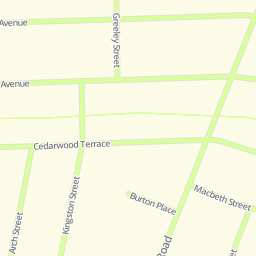 Avenue
Greeley Street
Avenue
Cedarwood Terrace
Kingston Street
Macbeth Street
Burton Place
Arch Street
Road